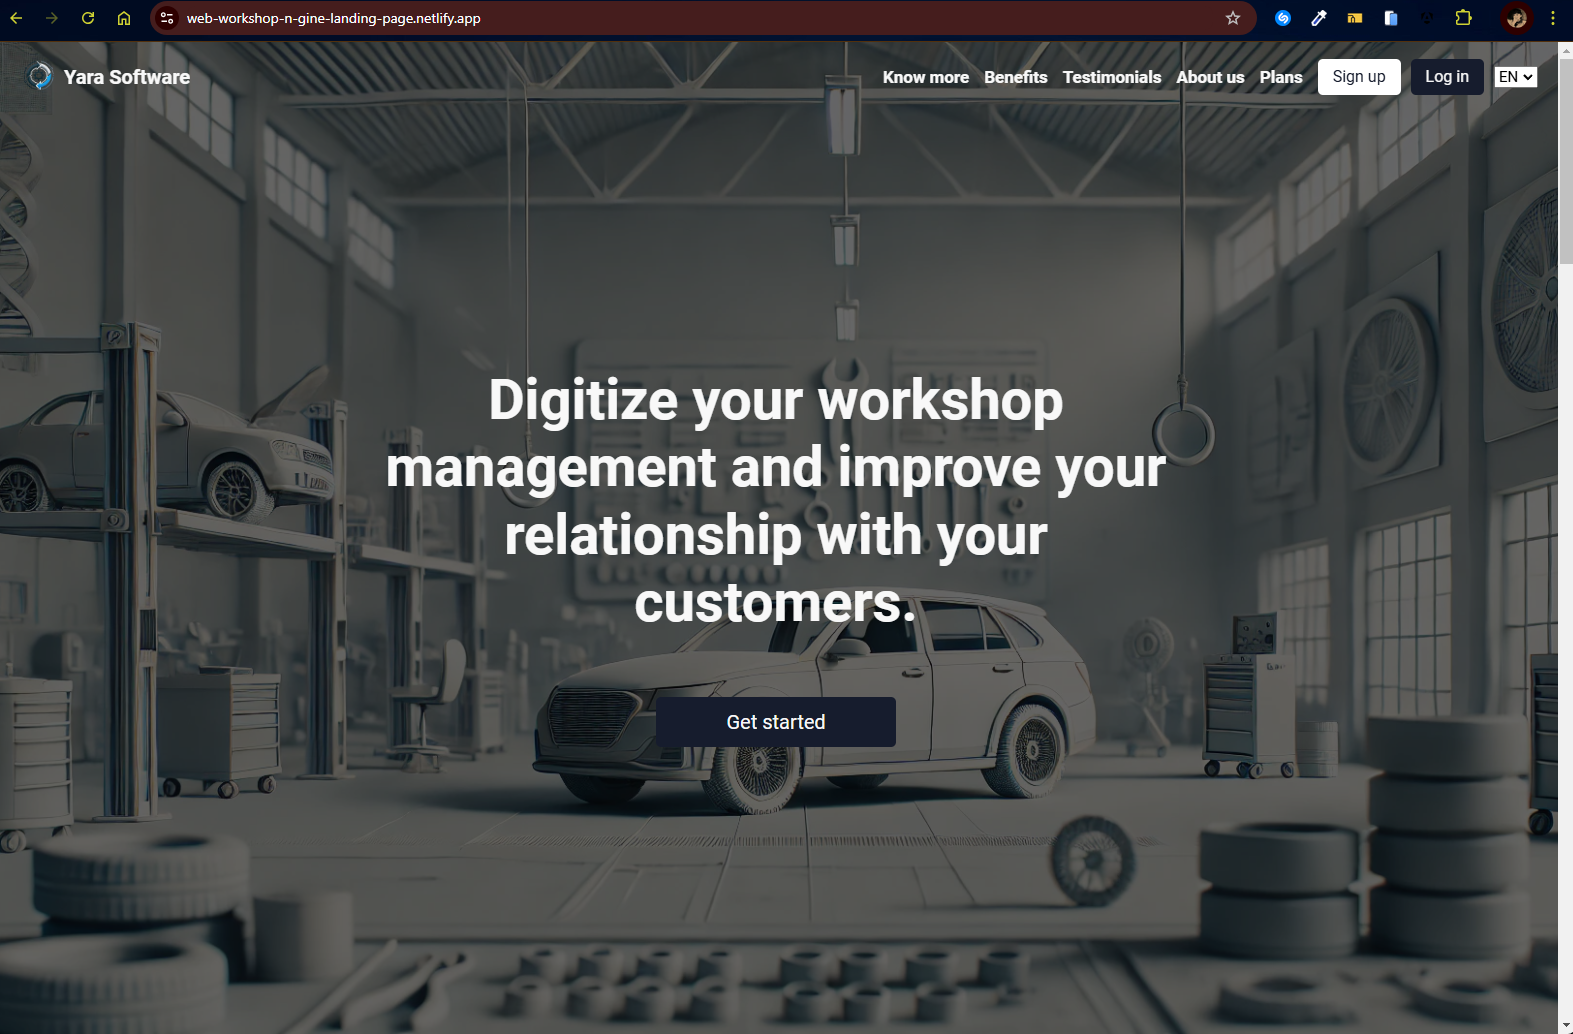 web-workshop-n-gine-landing-page.netlify.app
Yara Software
Know more
Benefits
Testimonials
About us
Plans
Sign up
Log in
EN
Digitize your workshop
management and improve your
relationship with your
customers.
Get started